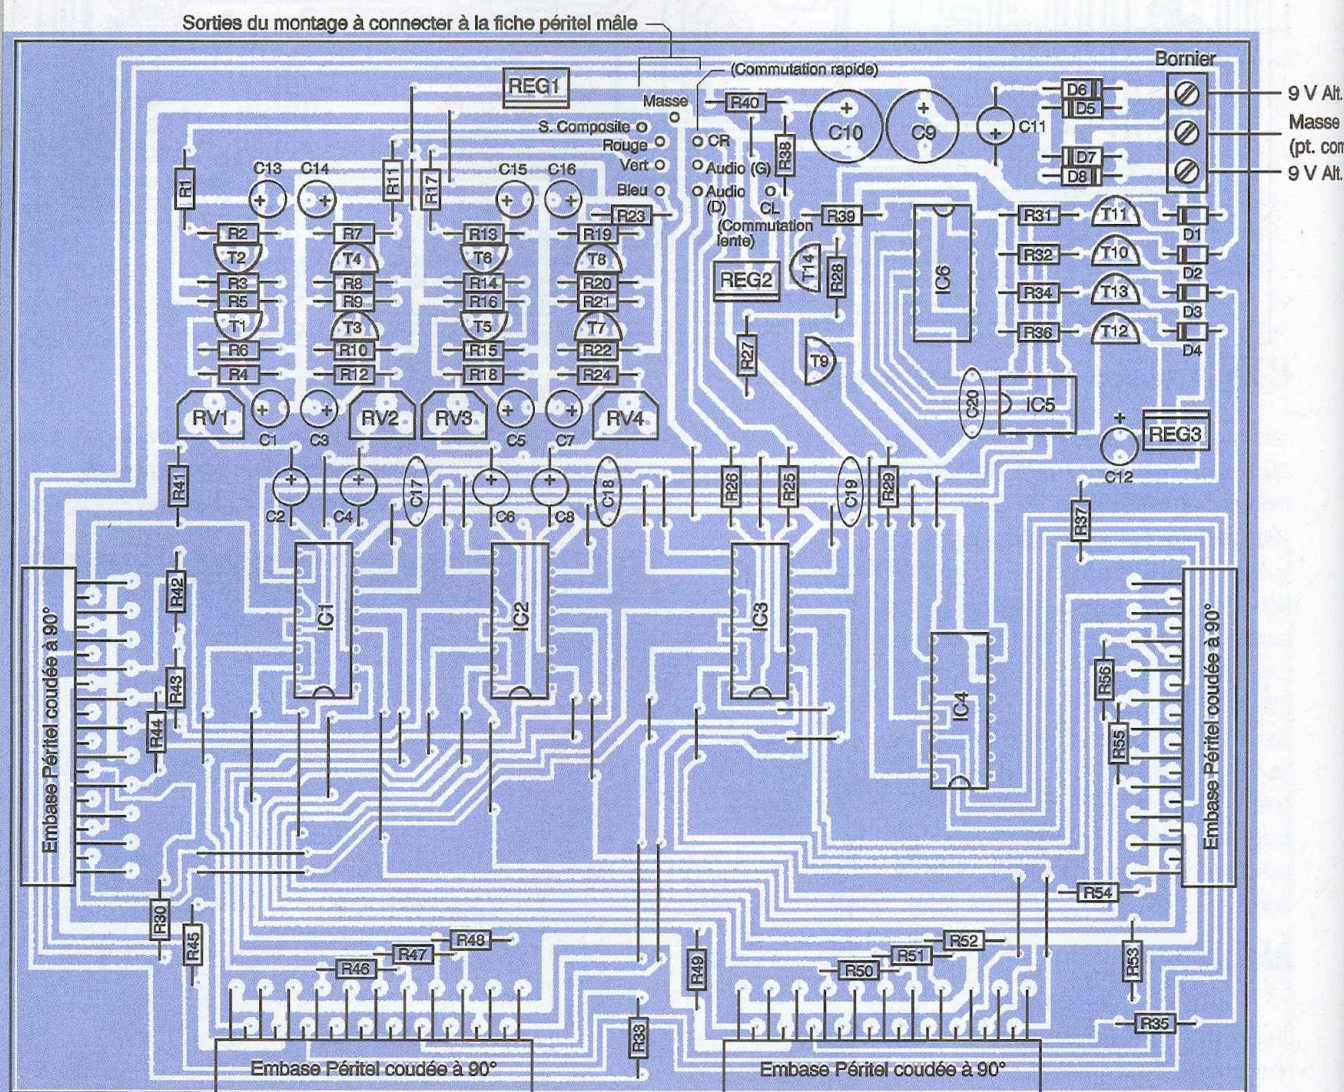 Sorties du montage à connecter à la fiche péritel mâle
(Commutation rapide)
Bornier
REG1
Masse
R40
C10
C9
C11
D6
D5
D7
D8
9 V Alt.
Masse
(pt. com
9 V Alt.
S. Composite
Rouge
Vert
Bleu
CR
Audio (G)
Audio
(D)
CL
(Commutation
lente)
R38
R1
C13
C14
R11
R17
C15
C16
R23
R39
R31
T11
D1
R2
R7
R13
R19
T2
T4
T6
T8
REG2
T14
R28
IC6
R32
T10
D2
R3
R8
R14
R20
R5
R9
R16
R21
R34
T13
D3
T1
T3
T5
T7
R36
T12
D4
R6
R10
R15
R22
R27
T9
R4
R12
R18
R24
RV1
C1
C3
RV2
RV3
C5
C7
RV4
C20
IC5
C12
REG3
R41
C2
C4
C17
C6
C8
C18
R26
R25
C19
R29
R37
IC1
IC2
IC3
IC4
R42
R43
R44
Embase Péritel coudée à 90°
R56
R55
Embase Péritel coudée à 90°
R54
R30
R45
R46
R47
R48
R49
R50
R51
R52
R53
R33
R35
Embase Péritel coudée à 90°
Embase Péritel coudée à 90°